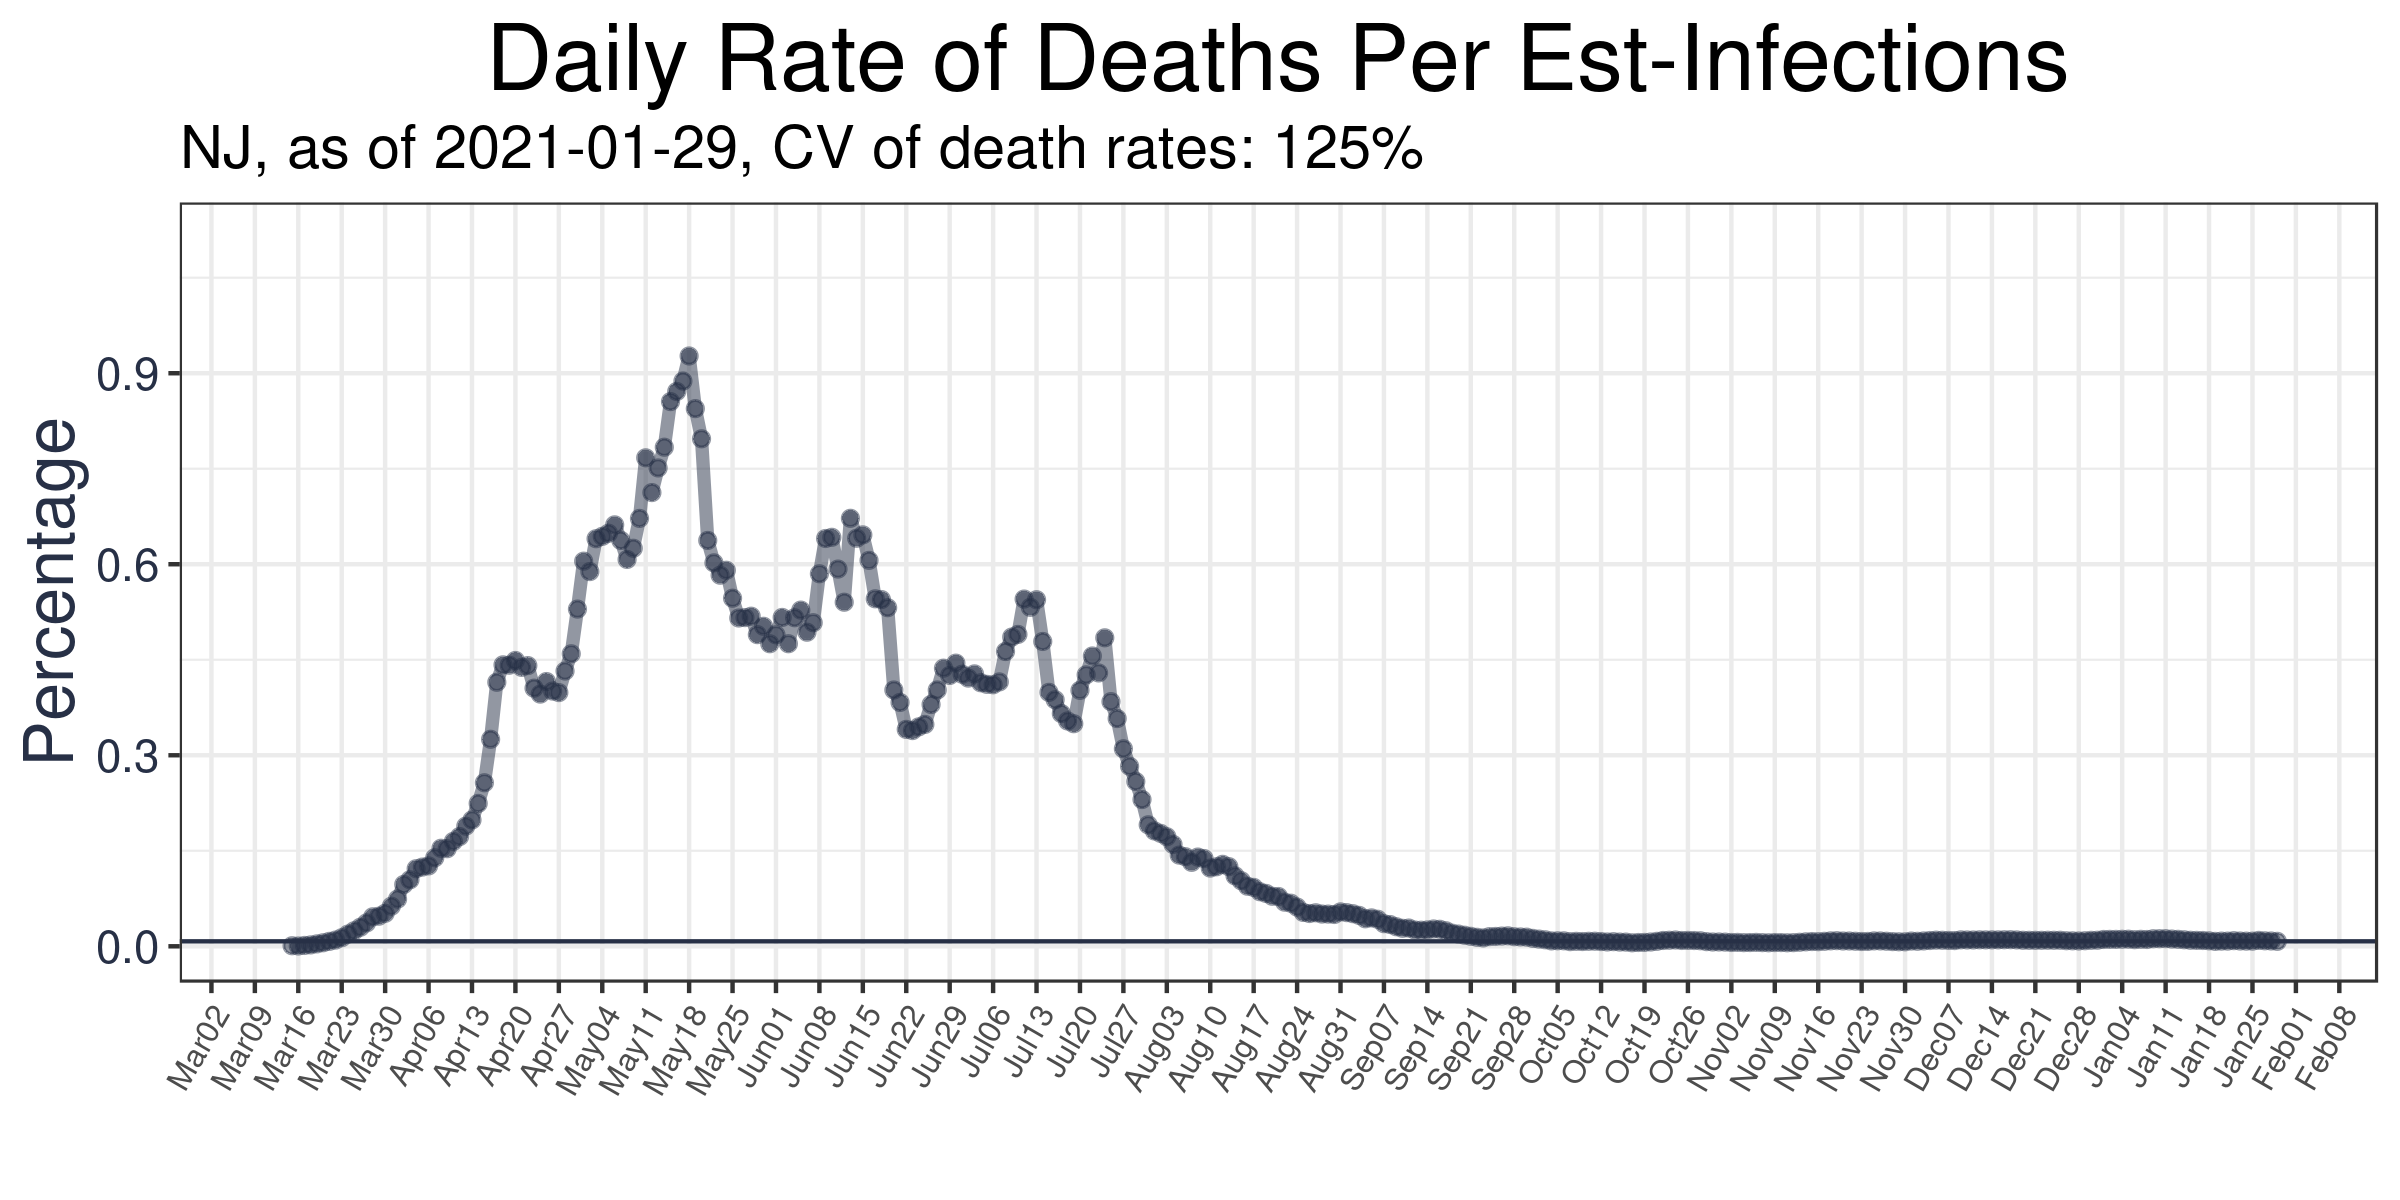 Daily Rate of Deaths Per Est-Infections
NJ, as of 2021-01-29, CV of death rates: 125%
Percentage
0.9
0.6
0.3
0.0
Mar02 Mar09 Mar16 Mar23 Mar30 Apr06 Apr13 Apr20 Apr27 May04 May11 May18 May25 Jun01 Jun08 Jun15 Jun22 Jun29 Jul06 Jul13 Jul20 Jul27 Aug03 Aug10 Aug17 Aug24 Aug31 Sep07 Sep14 Sep21 Sep28 Oct05 Oct12 Oct19 Oct26 Nov02 Nov09 Nov16 Nov23 Nov30 Dec07 Dec14 Dec21 Dec28 Jan04 Jan11 Jan18 Jan25 Feb01 Feb08